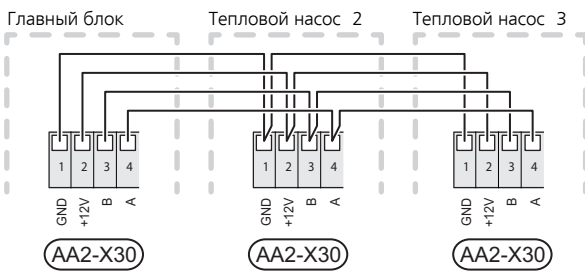 Главный блок
Тепловой насос 2
Тепловой насос 3
1 2 3 4
1 2 3 4
1 2 3 4
GND +12V B A
GND +12V B A
GND +12V B A
AA2-X30
AA2-X30
AA2-X30